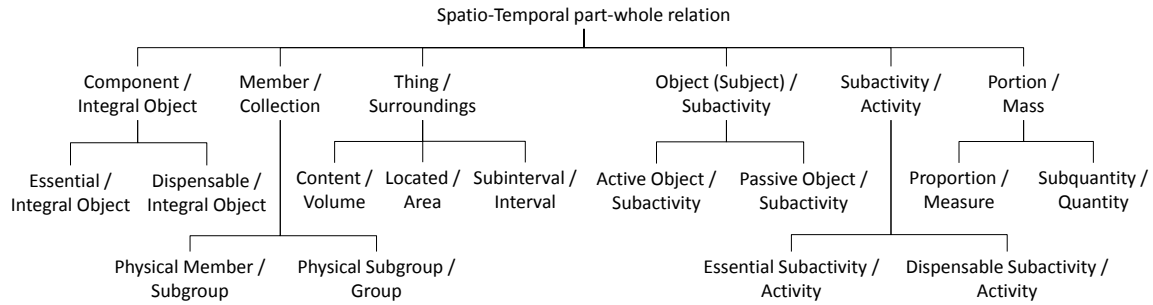 Spatio-Temporal part-whole relation
Component /
Integral Object
Member /
Collection
Thing /
Surroundings
Object (Subject) /
Subactivity
Subactivity /
Activity
Portion /
Mass
Essential /
Integral Object
Dispensable /
Integral Object
Content /
Volume
Located /
Area
Subinterval /
Interval
Active Object /
Subactivity
Passive Object /
Subactivity
Proportion /
Measure
Subquantity /
Quantity
Physical Member /
Subgroup
Physical Subgroup /
Group
Essential Subactivity /
Activity
Dispensable Subactivity /
Activity